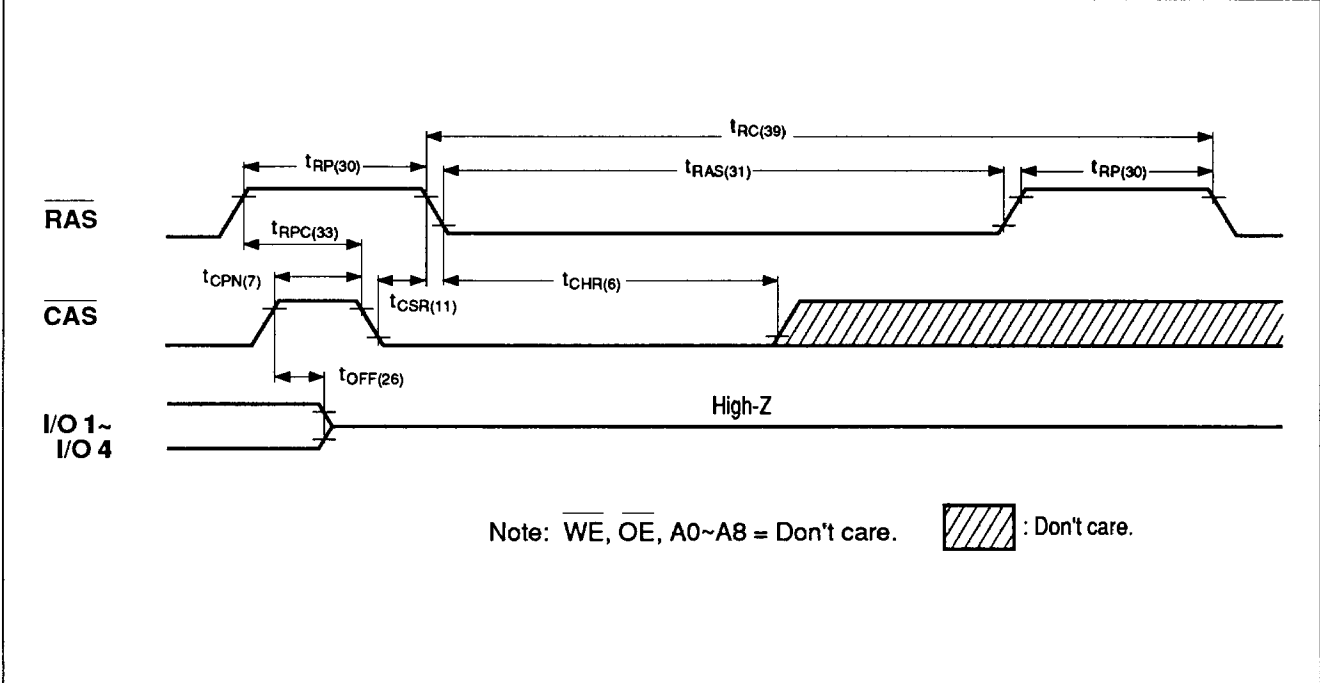 tRC(39)
tRP(30)
tRAS(31)
tRP(30)
RAS
tRPC(33)
tCPN(7)
tCSR(11)
tCHR(6)
CAS
tOFF(26)
High-Z
I/O 1~
I/O 4
Note: WE, OE, A0~A8 = Don't care.
: Don't care.